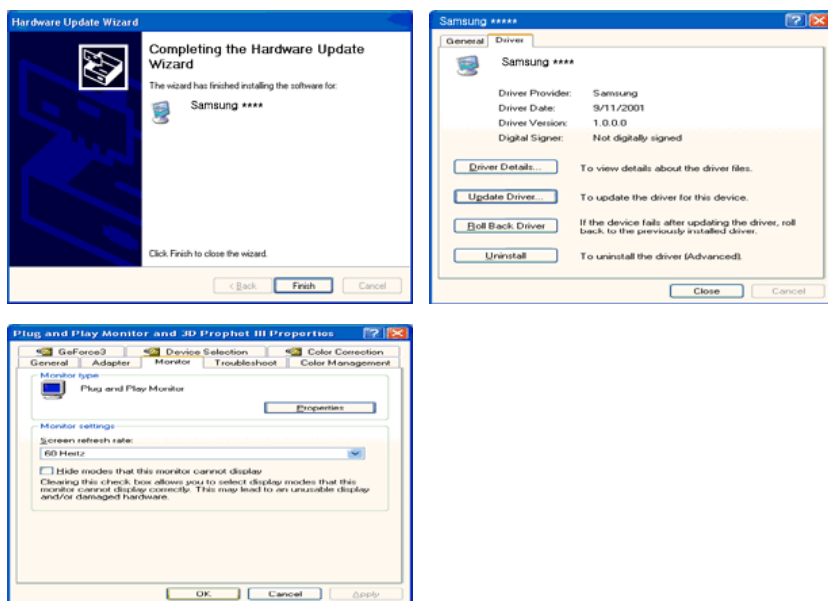 Hardware Update Wizard
Completing the Hardware Update
Wizard
The wizard has finished installing the software for:
Samsung ****
Click Finish to close the wizard.
< Back
Finish
Cancel
Samsung *****
General
Driver
Samsung ****
Driver Provider: Samsung
Driver Date: 9/11/2001
Driver Version: 1.0.0.0
Digital Signer: Not digitally signed
Driver Details... To view details about the driver files.
Update Driver... To update the driver for this device.
Roll Back Driver If the device fails after updating the driver, roll
back to the previously installed driver.
Uninstall To uninstall the driver (Advanced).
Close
Cancel
Plug and Play Monitor and 3D Prophet III Properties
GeForce3
Device Selection
Color Correction
General
Adapter
Monitor
Troubleshoot
Color Management
Monitor type
Plug and Play Monitor
Properties
Monitor settings
Screen refresh rate:
60 Hertz
Hide modes that this monitor cannot display
Clearing this check box allows you to select display modes that this
monitor cannot display correctly. This may lead to an unusable display
and/or damaged hardware.
OK
Cancel
Apply